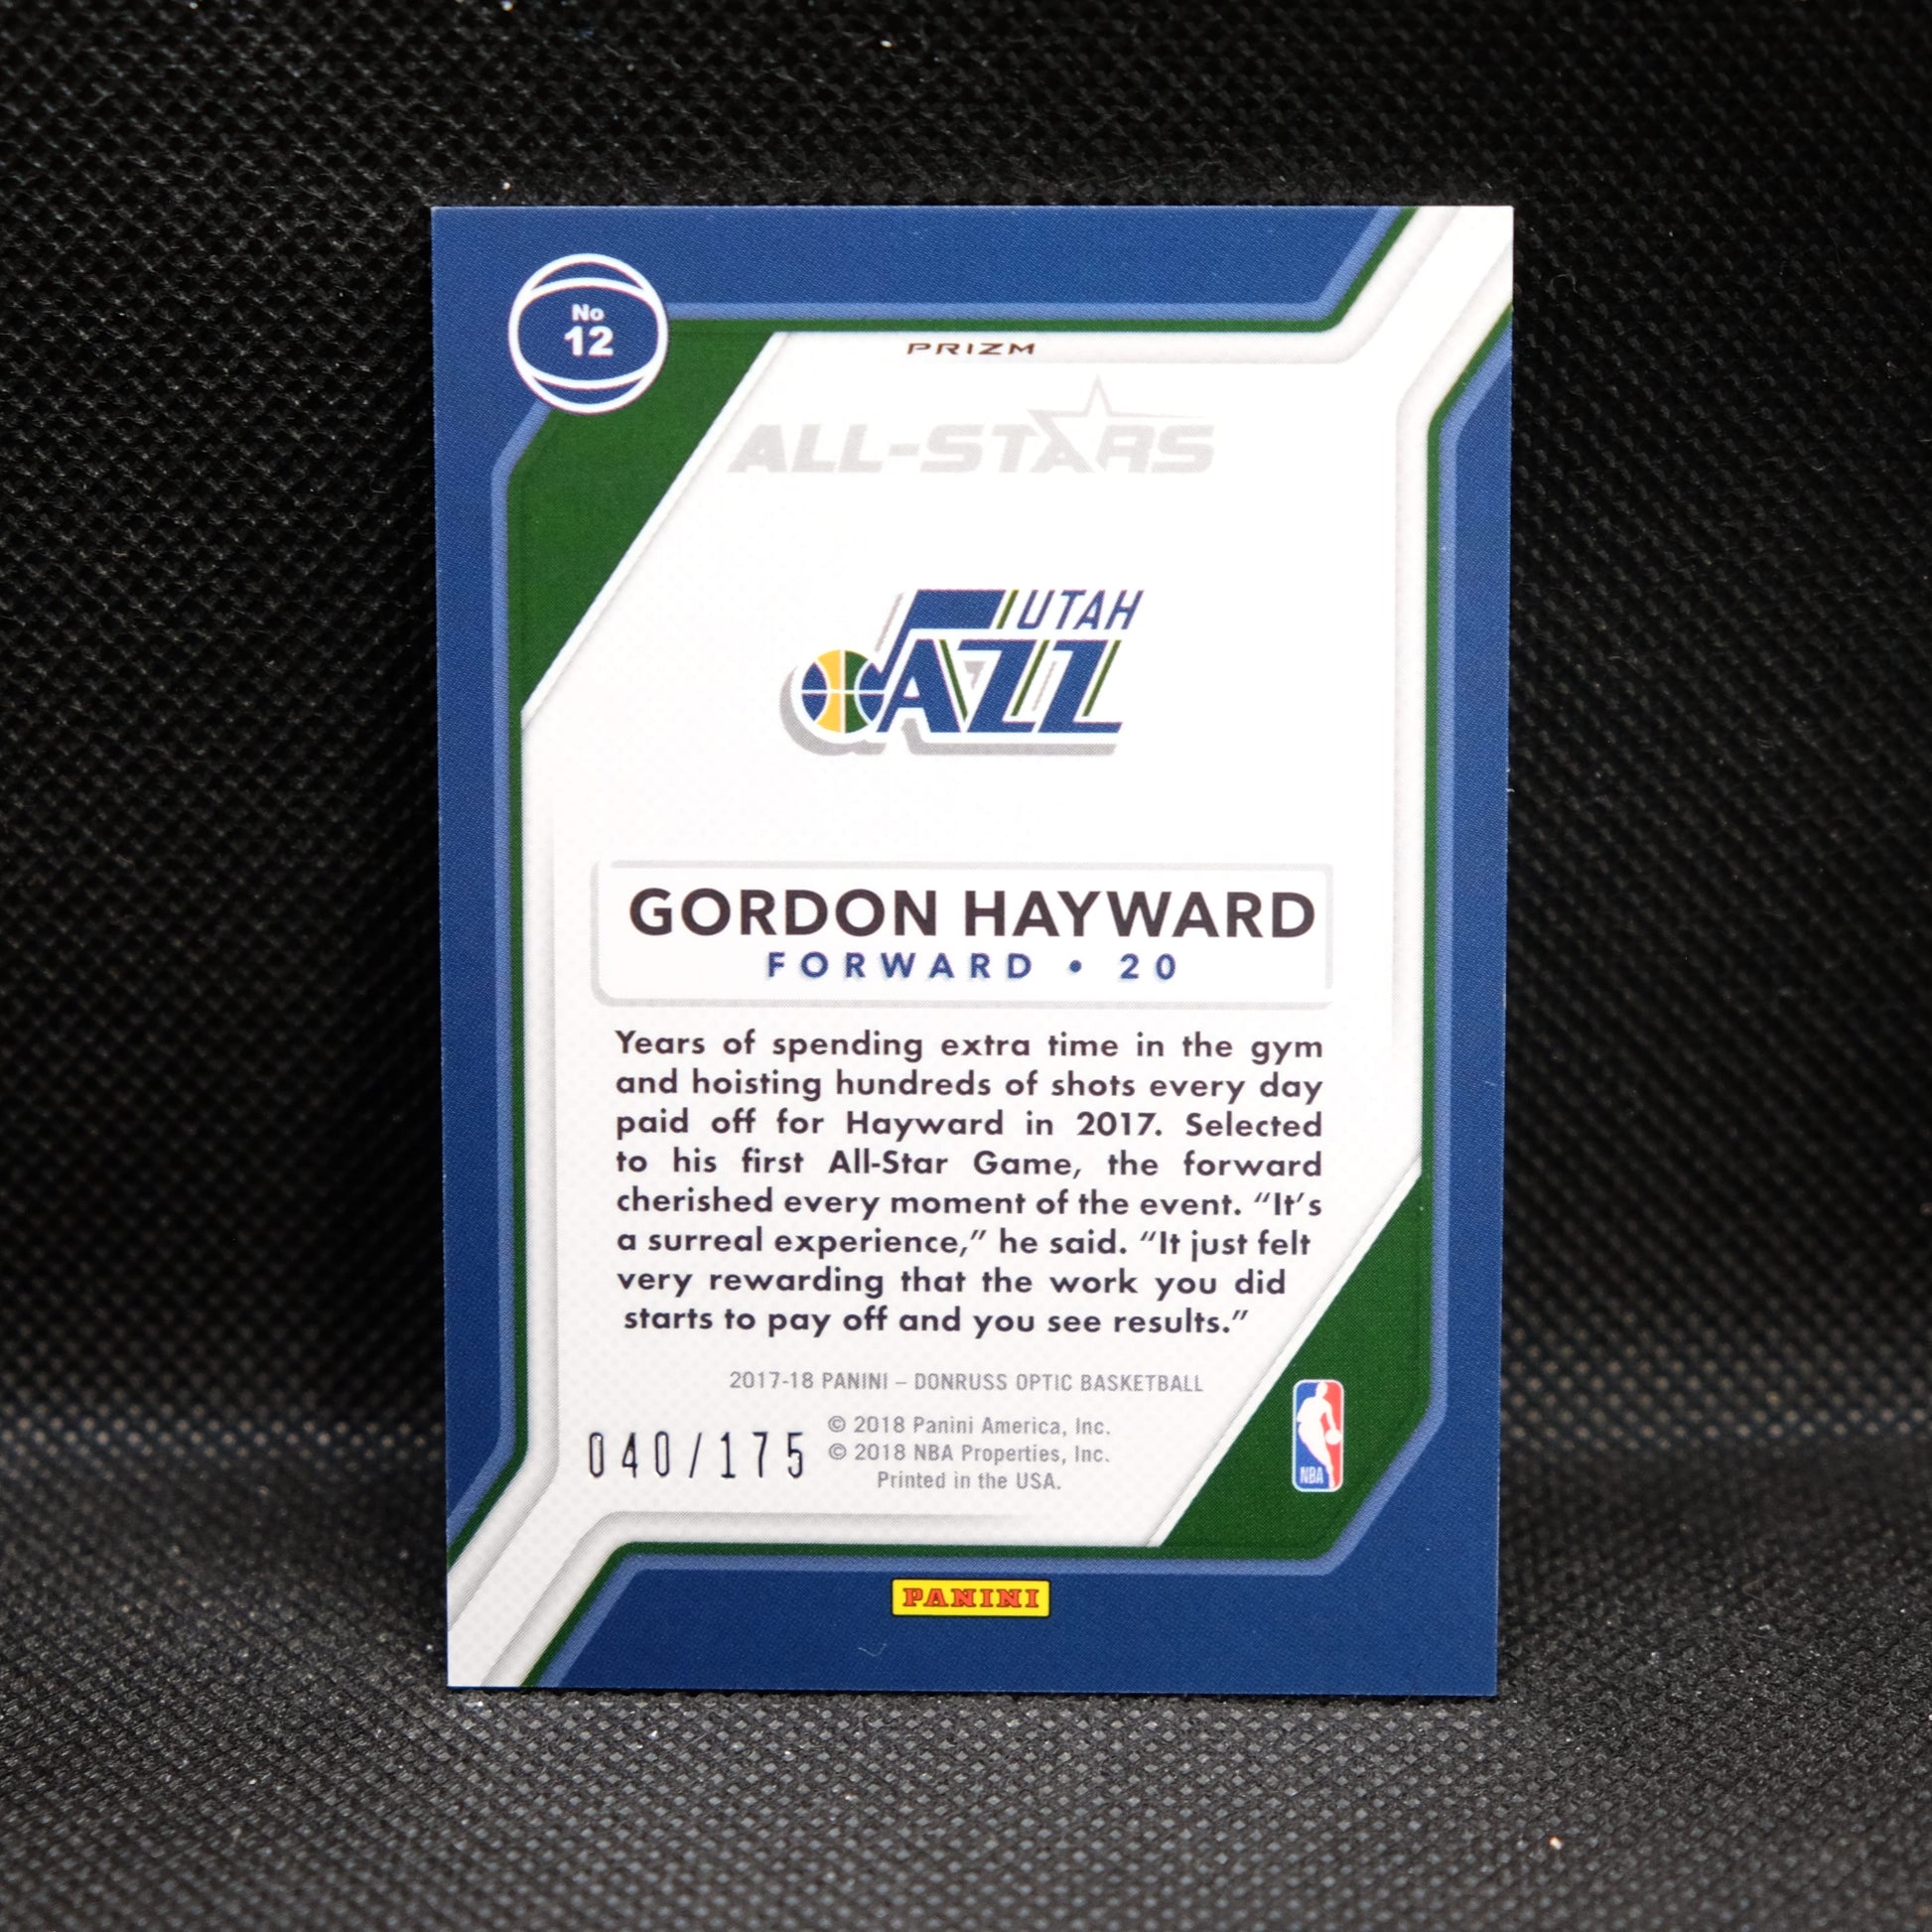 No
12
PRIZM
ALL-STARS
UTAH
JAZZ
GORDON HAYWARD
FORWARD • 20
Years of spending extra time in the gym
and hoisting hundreds of shots every day
paid off for Hayward in 2017. Selected
to his first All-Star Game, the forward
cherished every moment of the event. “It’s
a surreal experience,” he said. “It just felt
very rewarding that the work you did
starts to pay off and you see results.”
2017-18 PANINI – DONRUSS OPTIC BASKETBALL
040/175
© 2018 Panini America, Inc.
© 2018 NBA Properties, Inc.
Printed in the USA.
NBA
PANINI